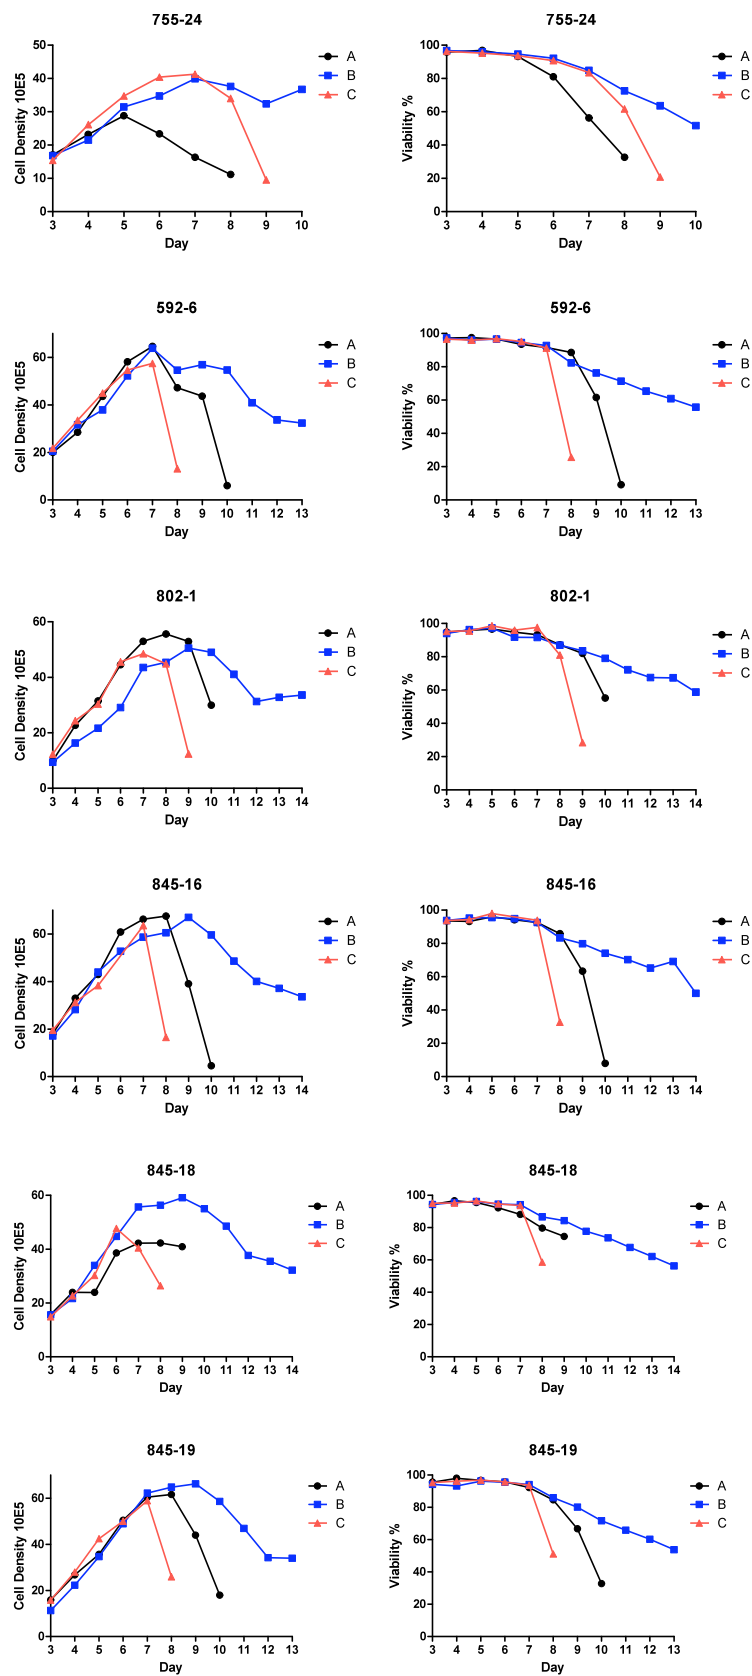 755-24
50
40
30
20
10
0
Cell Density 10E5
3 4 5 6 7 8 9 10
Day
A
B
C
755-24
100
80
60
40
20
0
Viability %
3 4 5 6 7 8 9 10
Day
A
B
C
592-6
60
40
20
0
Cell Density 10E5
3 4 5 6 7 8 9 10 11 12 13
Day
A
B
C
592-6
100
80
60
40
20
0
Viability %
3 4 5 6 7 8 9 10 11 12 13
Day
A
B
C
802-1
60
40
20
0
Cell Density 10E5
3 4 5 6 7 8 9 10 11 12 13 14
Day
A
B
C
802-1
100
80
60
40
20
0
Viability %
3 4 5 6 7 8 9 10 11 12 13 14
Day
A
B
C
845-16
60
40
20
0
Cell Density 10E5
3 4 5 6 7 8 9 10 11 12 13 14
Day
A
B
C
845-16
100
80
60
40
20
0
Viability %
3 4 5 6 7 8 9 10 11 12 13 14
Day
A
B
C
845-18
60
40
20
0
Cell Density 10E5
3 4 5 6 7 8 9 10 11 12 13 14
Day
A
B
C
845-18
100
80
60
40
20
0
Viability %
3 4 5 6 7 8 9 10 11 12 13 14
Day
A
B
C
845-19
60
40
20
0
Cell Density 10E5
3 4 5 6 7 8 9 10 11 12 13
Day
A
B
C
845-19
100
80
60
40
20
0
Viability %
3 4 5 6 7 8 9 10 11 12 13
Day
A
B
C